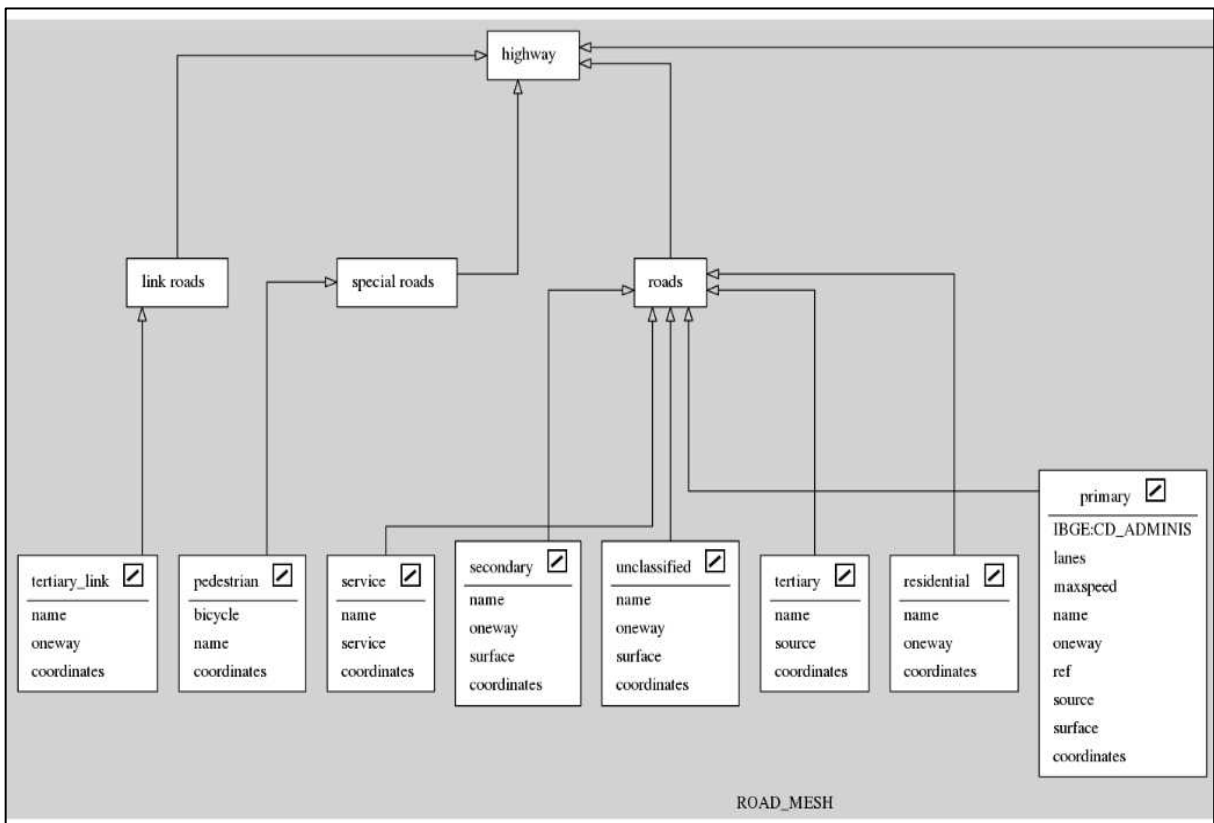 highway
link roads
special roads
roads
tertiary_link
name
oneway
coordinates
pedestrian
bicycle
name
coordinates
service
name
service
coordinates
secondary
name
oneway
surface
coordinates
unclassified
name
oneway
surface
coordinates
tertiary
name
source
coordinates
residential
name
oneway
coordinates
primary
IBGE:CD_ADMINIS
lanes
maxspeed
name
oneway
ref
source
surface
coordinates
ROAD_MESH